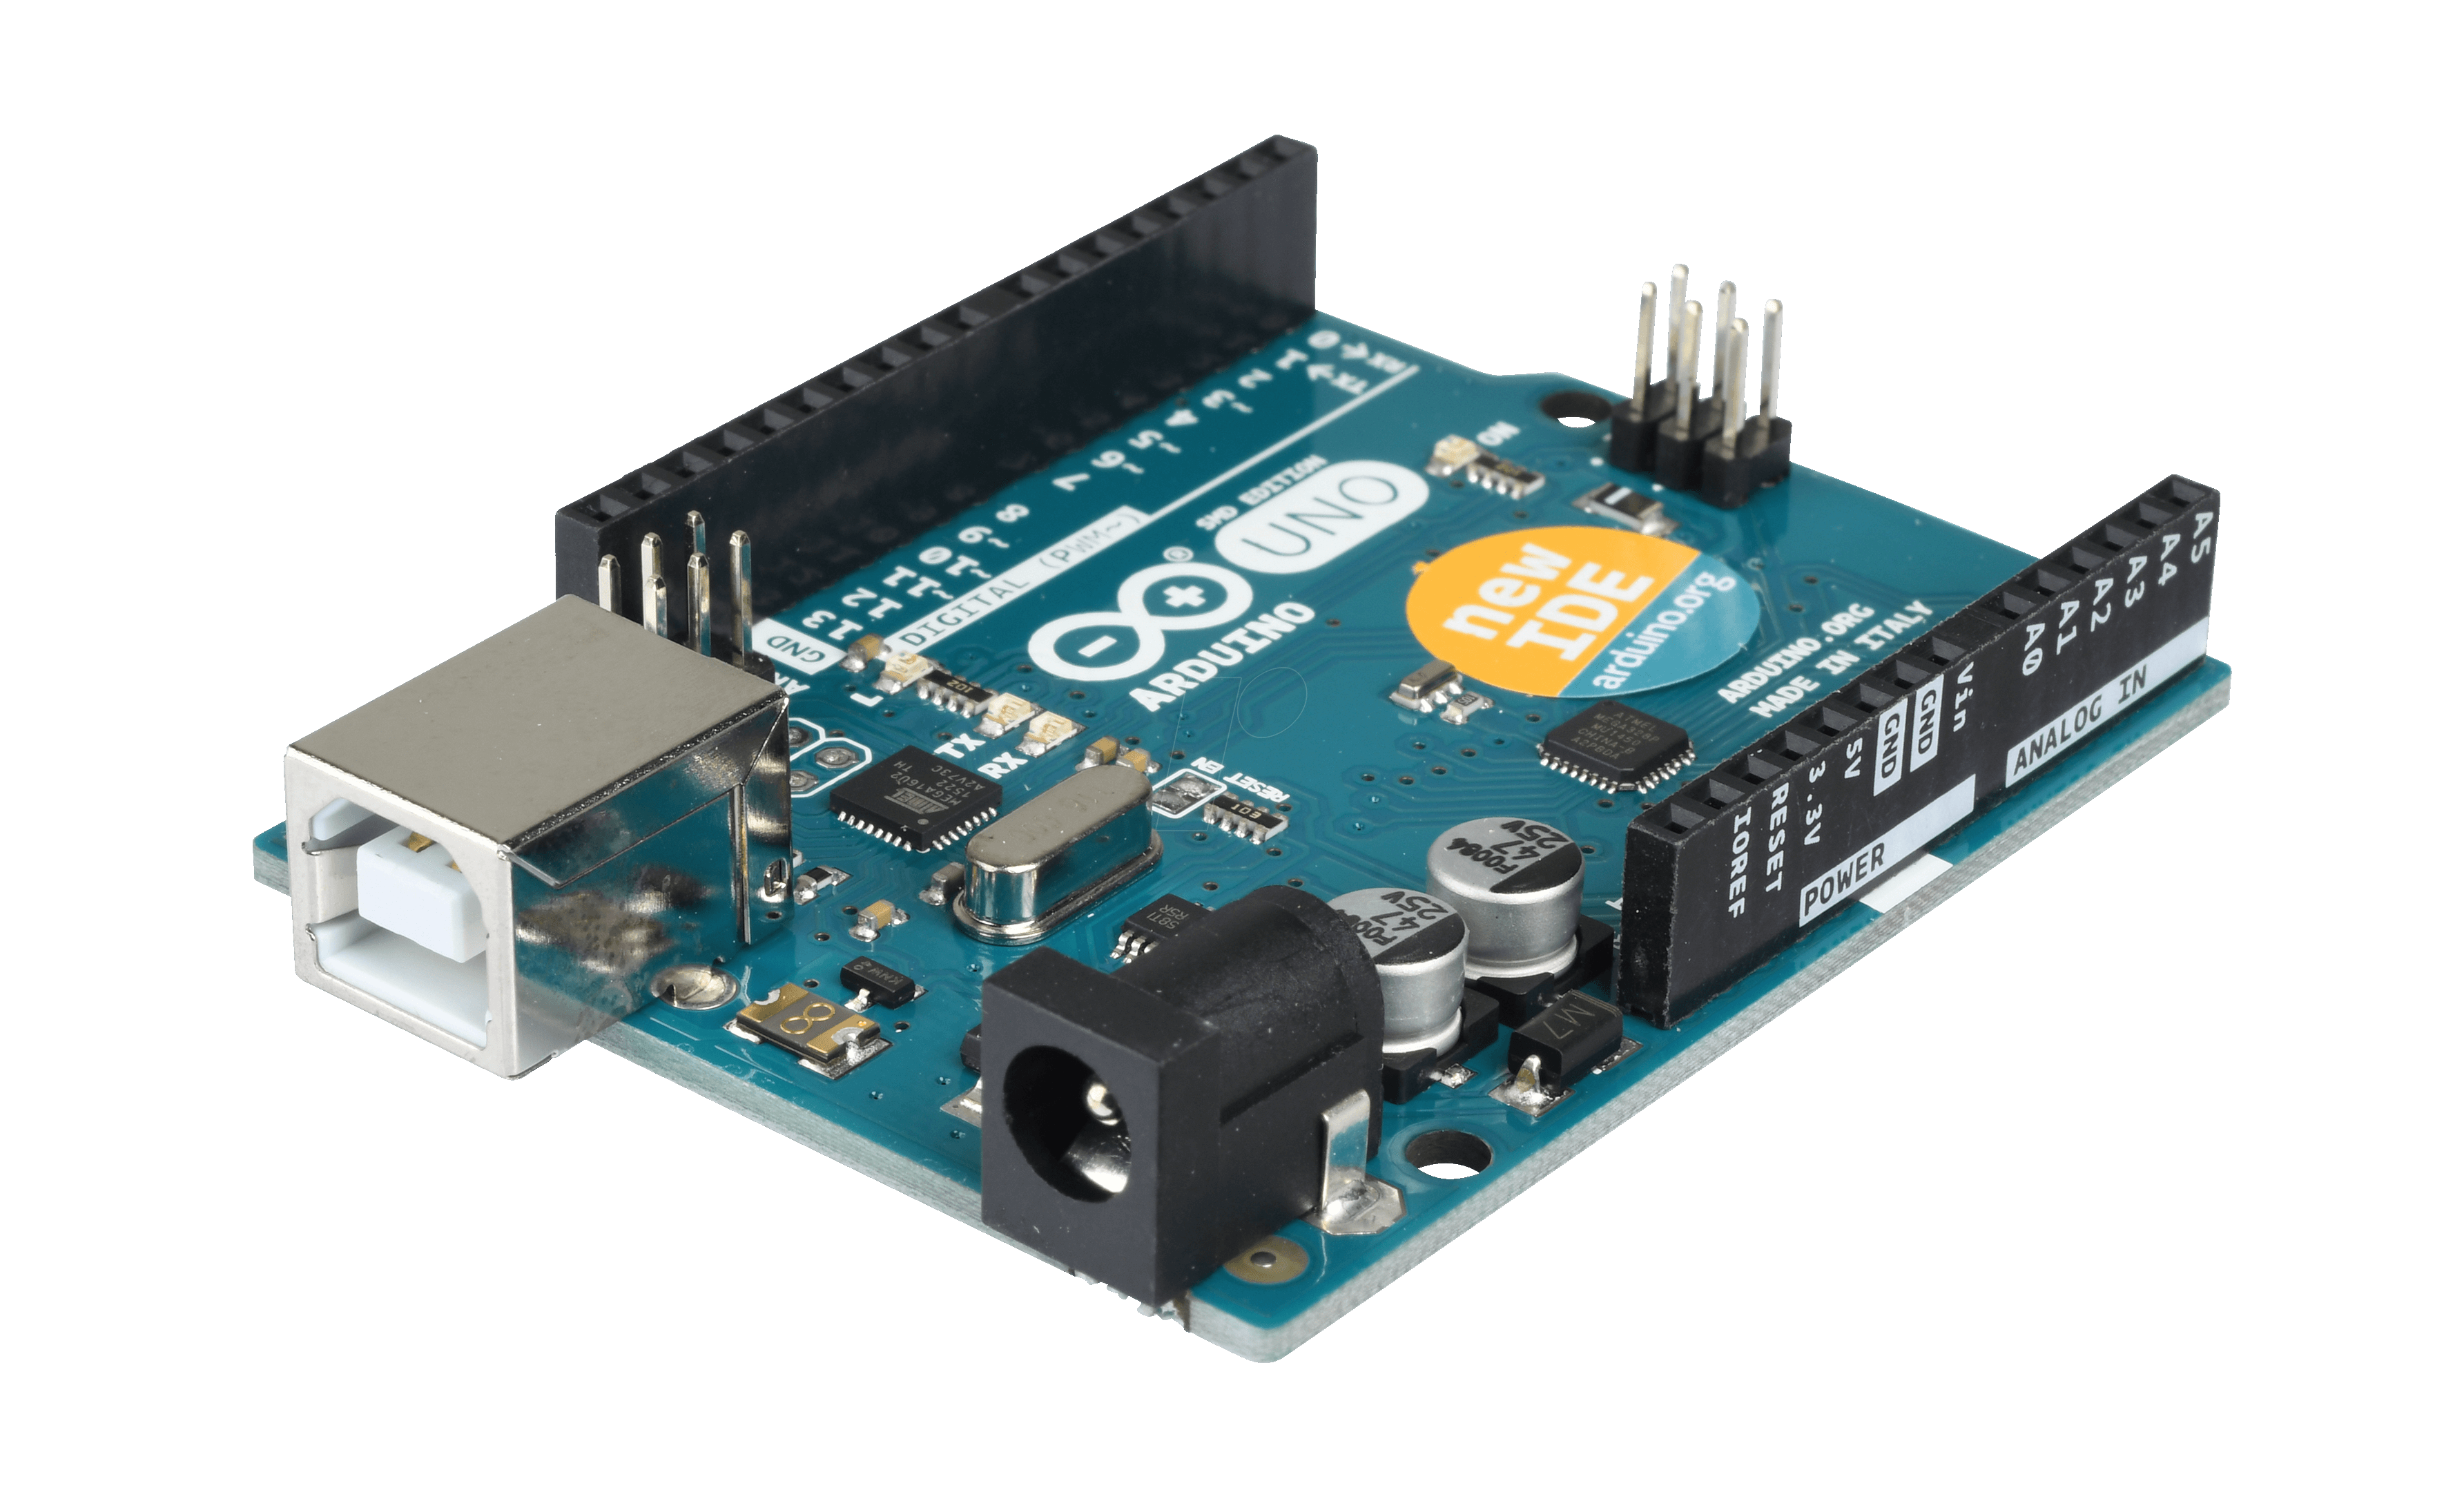 0
1
2
~3
4
~5
~6
7
8
~9
~10
~11
12
13
GND
RX
TX
DIGITAL (PWM~)
ON
SMD EDITION
UNO
ARDUINO
new
IDE
arduino.org
ARDUINO.ORG
MADE IN ITALY
L
TX
RX
RESET EN
MEGA16U2
1522
TH
47
25V
47
25V
M7
A5
A4
A3
A2
A1
A0
ANALOG IN
Vin
GND
GND
5V
3.3V
RESET
IOREF
POWER